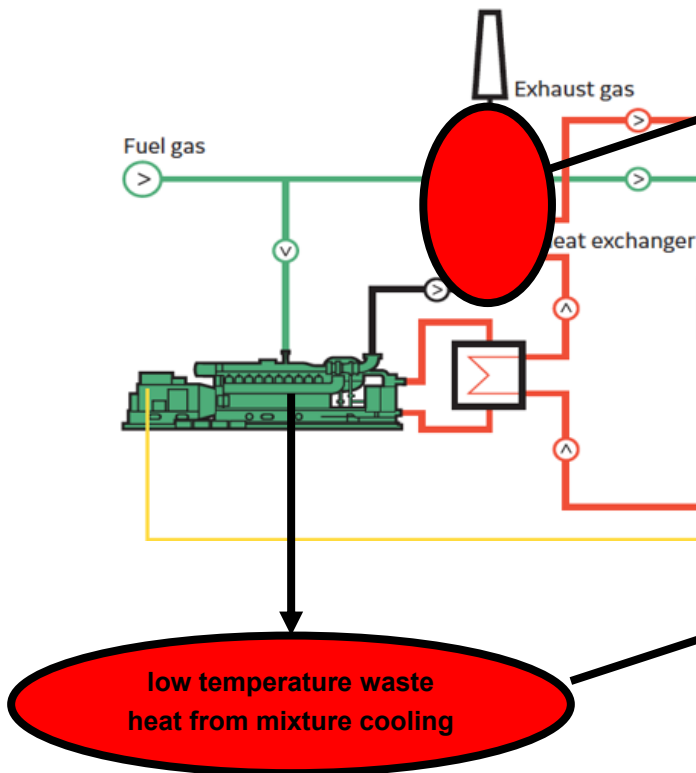 Exhaust gas
Fuel gas
eat exchanger
low temperature waste
heat from mixture cooling